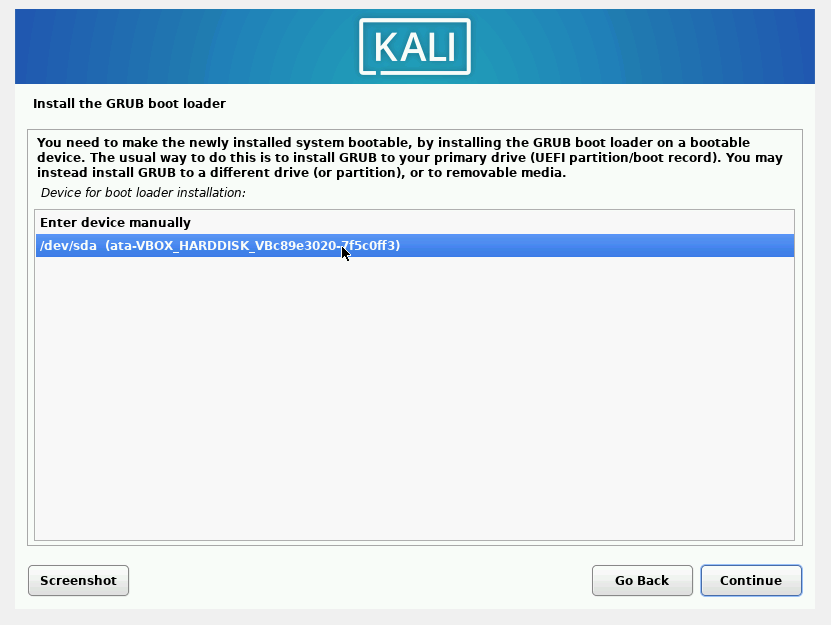 KALI
Install the GRUB boot loader
You need to make the newly installed system bootable, by installing the GRUB boot loader on a bootable
device. The usual way to do this is to install GRUB to your primary drive (UEFI partition/boot record). You may
instead install GRUB to a different drive (or partition), or to removable media.
Device for boot loader installation:
Enter device manually
/dev/sda (ata-VBOX_HARDDISK_VBc89e3020-7f5c0ff3)
Screenshot
Go Back
Continue